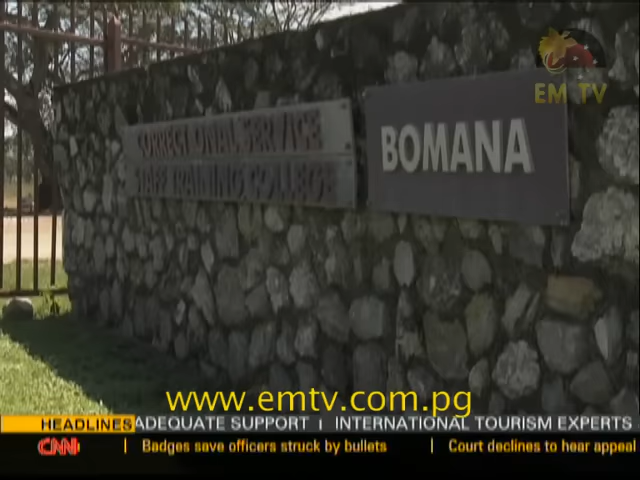 EM TV
CORRECTIONAL SERVICE
STAFF TRAINING COLLEGE
BOMANA
www.emtv.com.pg
HEADLINES ADEQUATE SUPPORT | INTERNATIONAL TOURISM EXPERTS
CNN | Badges save officers struck by bullets | Court declines to hear appeal